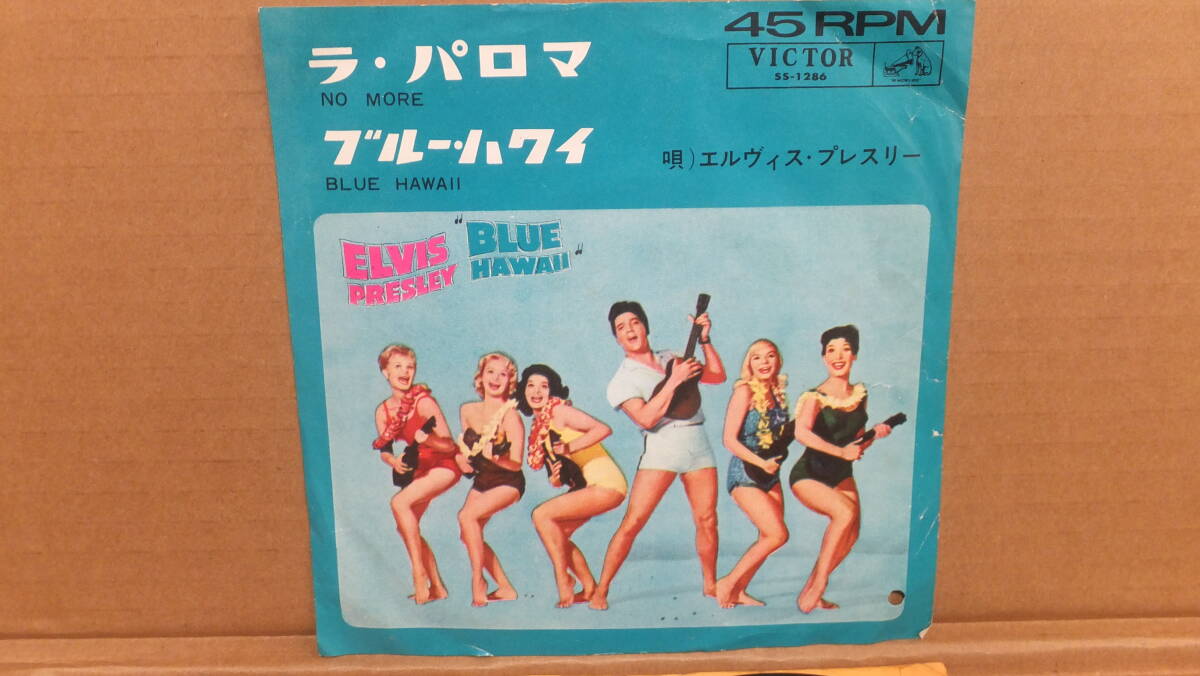 45 RPM
VICTOR
SS-1286
ラ・パロマ
NO MORE
ブルー・ハワイ
BLUE HAWAII
唄）エルヴィス・プレスリー
ELVIS
PRESLEY
"BLUE
HAWAII"